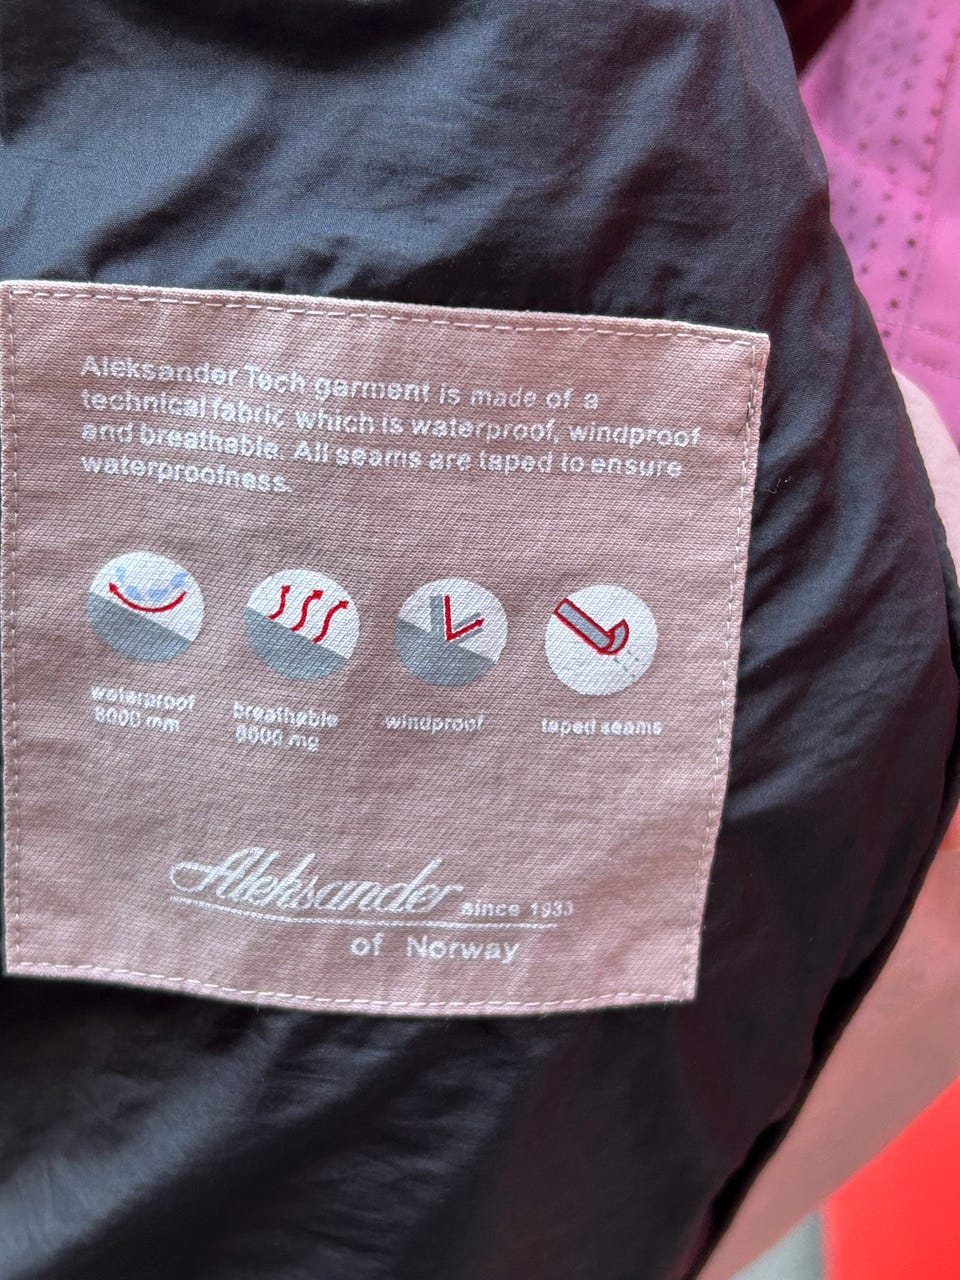 Aleksander Tech garment is made of a
technical fabric which is waterproof, windproof
and breathable. All seams are taped to ensure
waterproofness.
waterproof
8000 mm
breathable
8000 mg
windproof
taped seams
Aleksander since 1933
of Norway